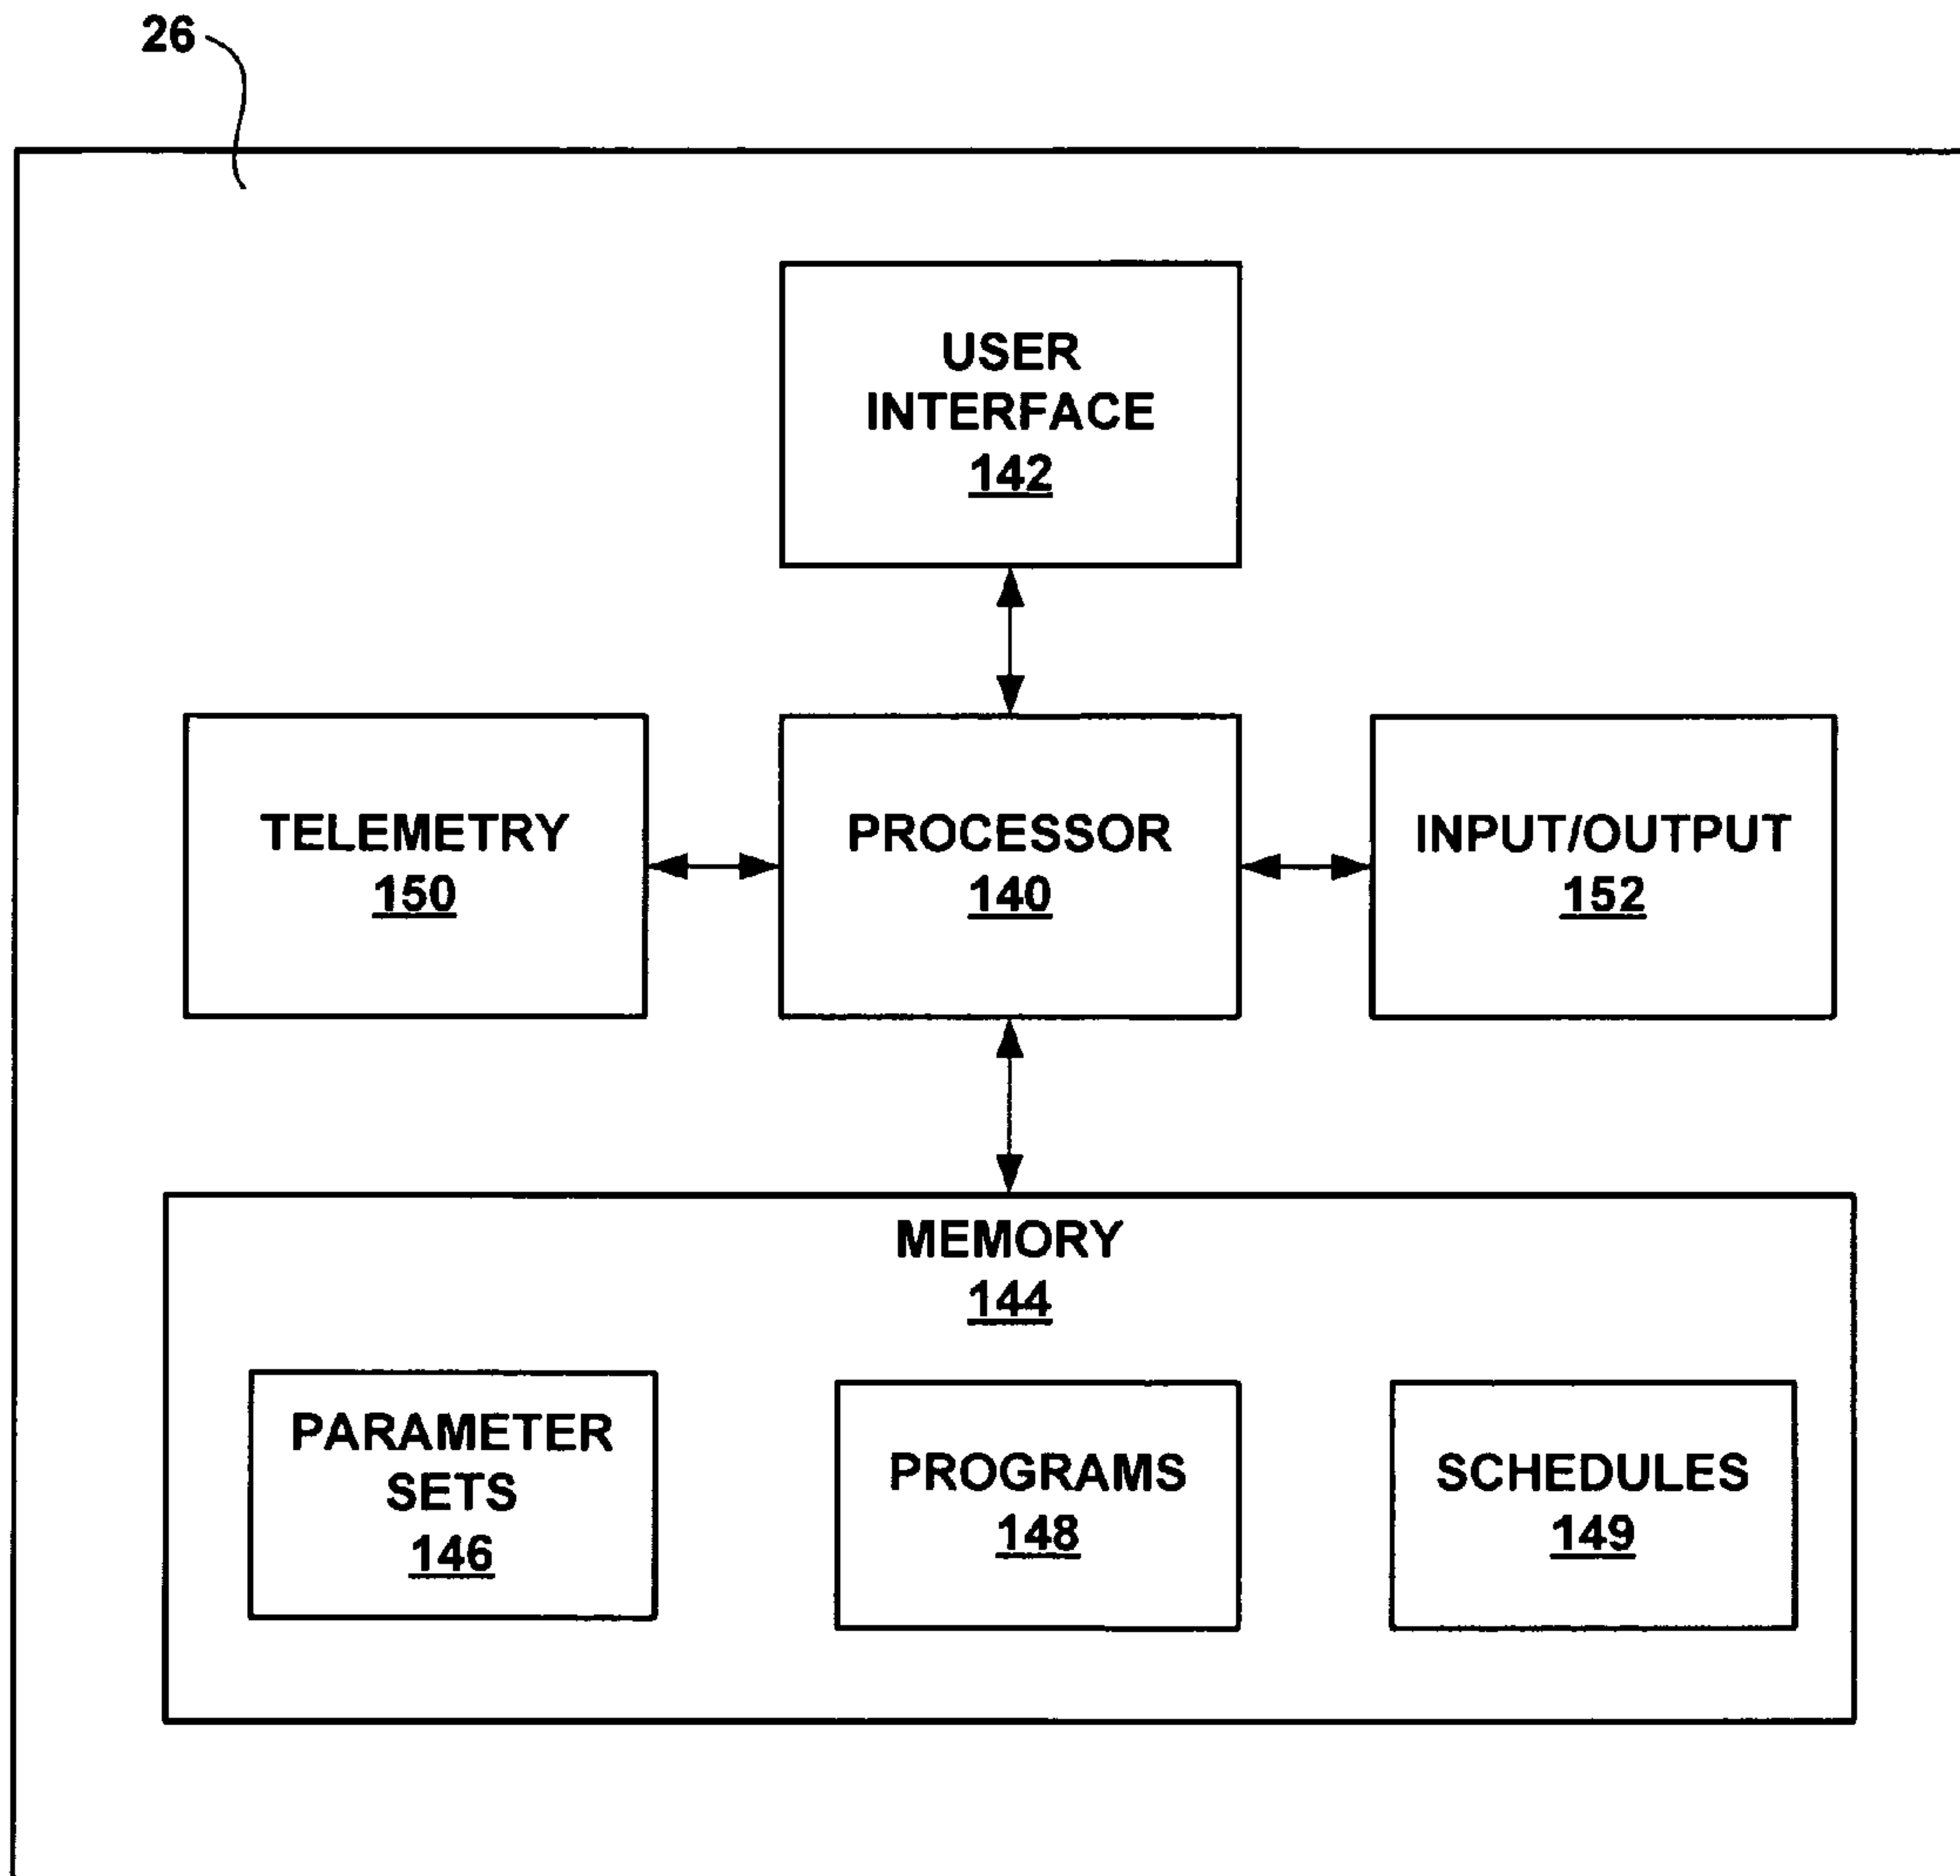 26
USER
INTERFACE
142
TELEMETRY
150
PROCESSOR
140
INPUT/OUTPUT
152
MEMORY
144
PARAMETER
SETS
146
PROGRAMS
148
SCHEDULES
149